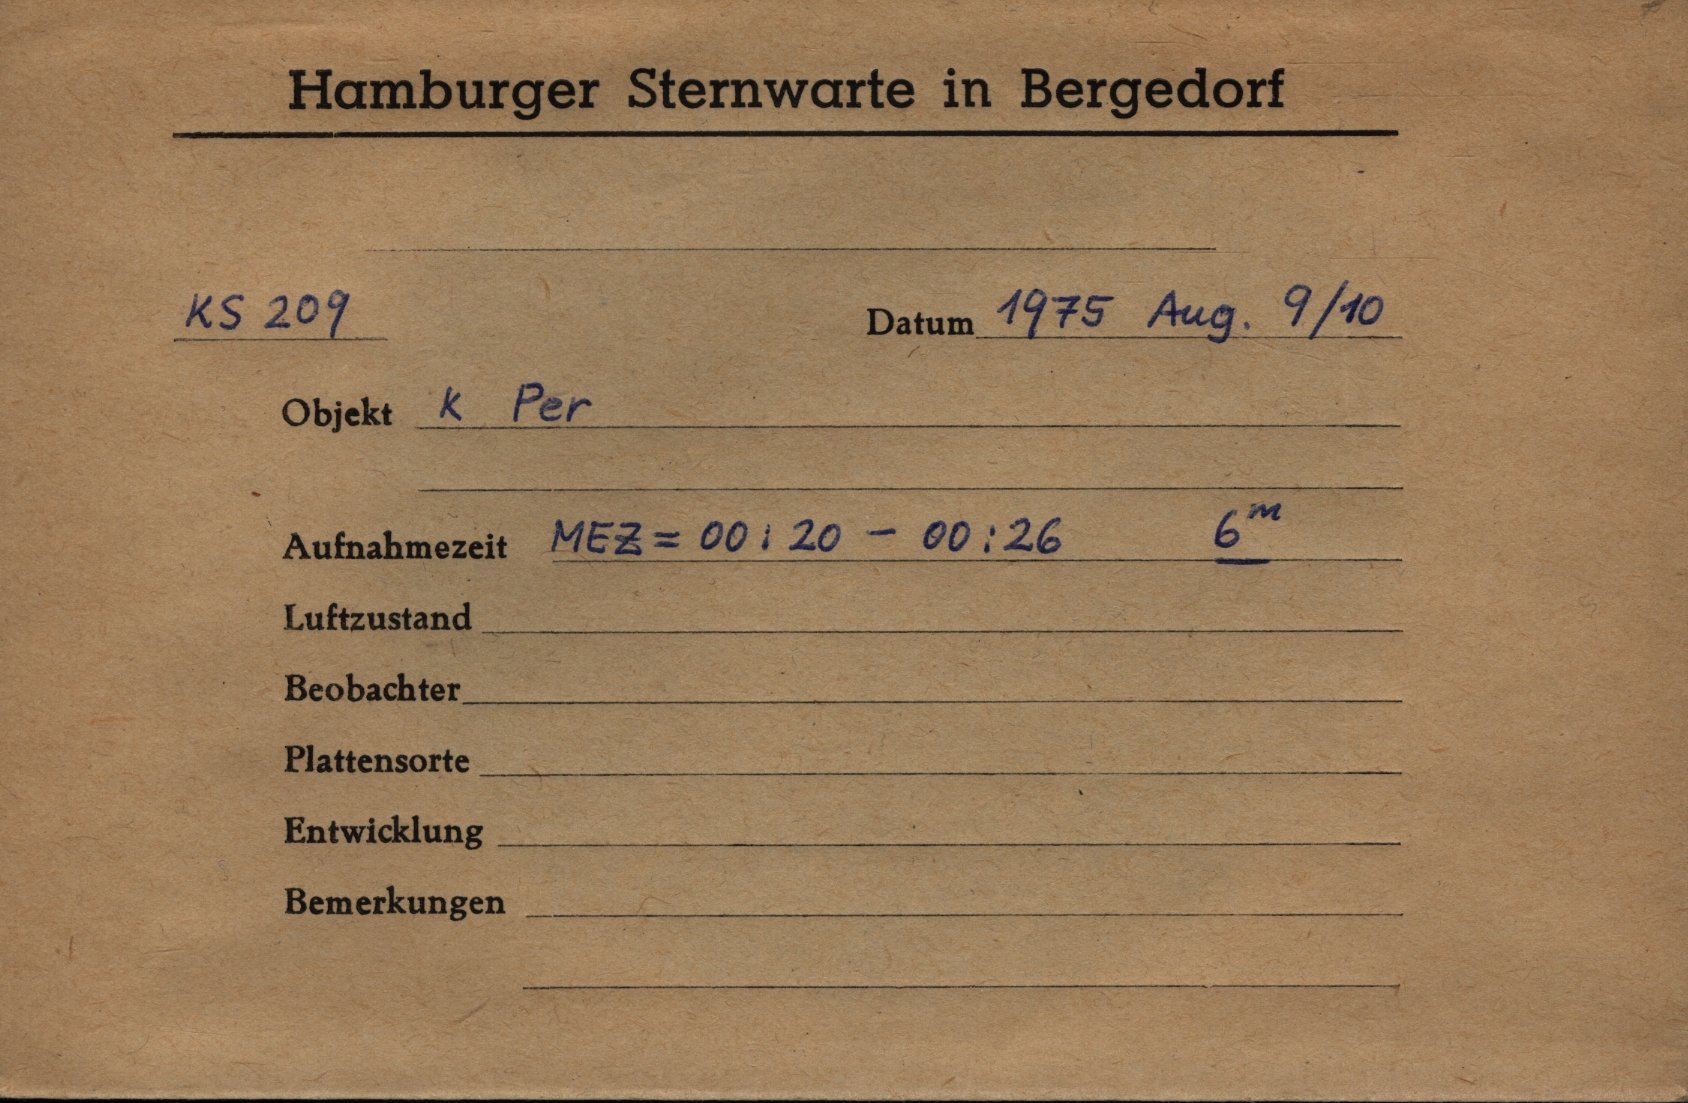 Hamburger Sternwarte in Bergedorf
KS 209 Datum 1975 Aug. 9/10
Objekt K Per
Aufnahmezeit MEZ = 00:20 – 00:26 6ᵐ
Luftzustand
Beobachter
Plattensorte
Entwicklung
Bemerkungen